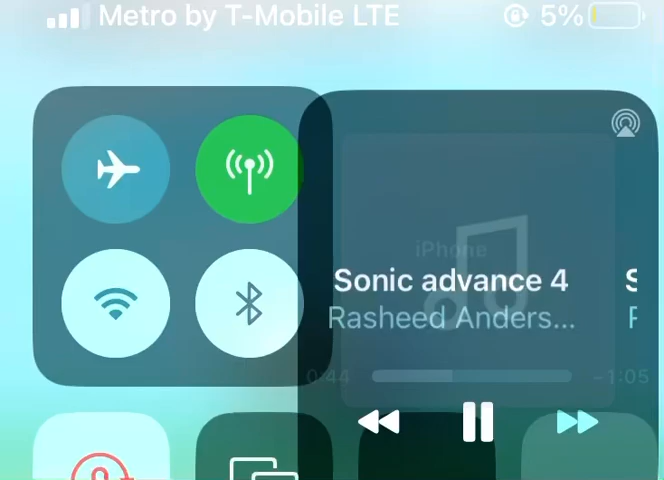 Metro by T-Mobile LTE
5%
iPhone
Sonic advance 4
S
Rasheed Anders...
F
0:44
-1:05